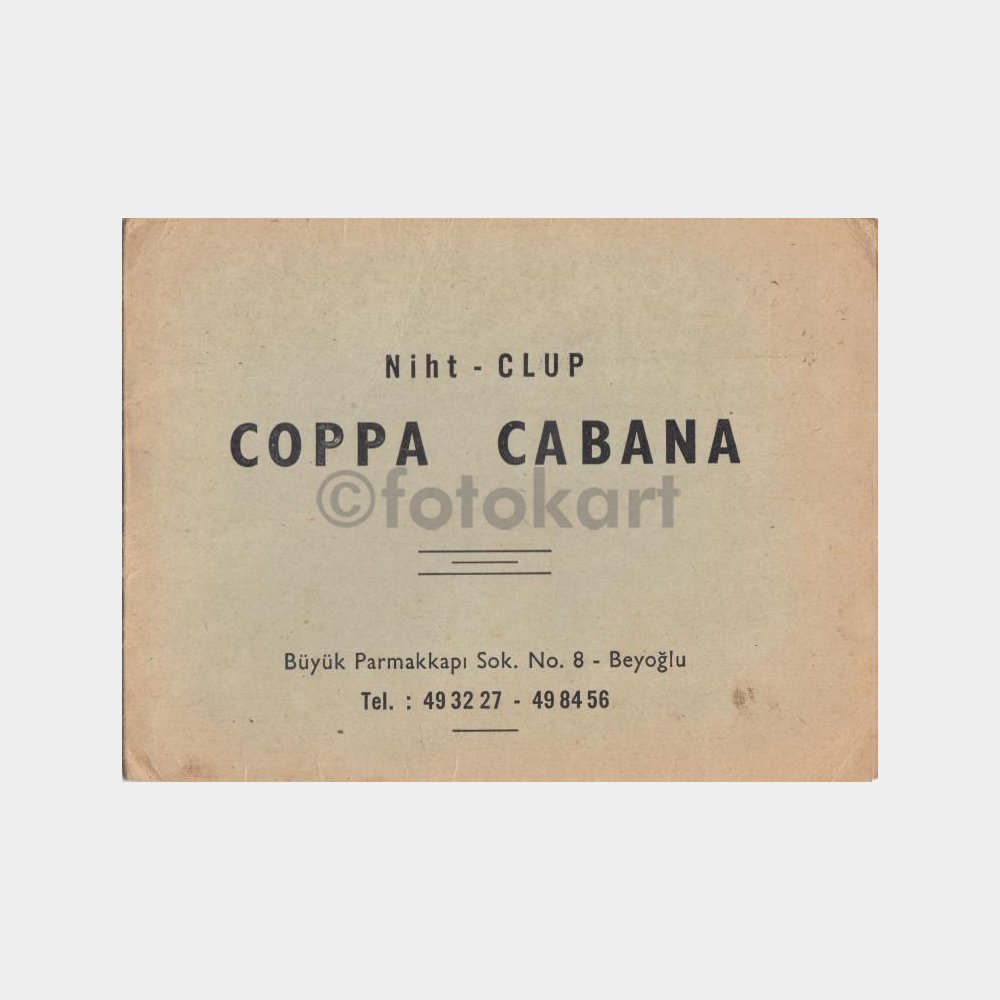 Niht - CLUP
COPPA CABANA
©fotokart
Büyük Parmakkapı Sok. No. 8 - Beyoğlu
Tel. : 49 32 27 - 49 84 56